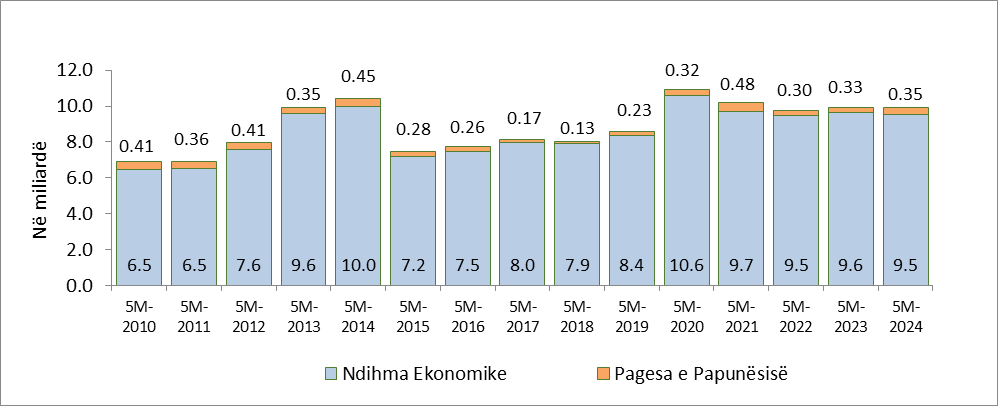 Në miliardë
12.0
10.0
8.0
6.0
4.0
2.0
0.0
0.41 0.36 0.41 0.35 0.45 0.28 0.26 0.17 0.13 0.23 0.32 0.48 0.30 0.33 0.35
6.5 6.5 7.6 9.6 10.0 7.2 7.5 8.0 7.9 8.4 10.6 9.7 9.5 9.6 9.5
5M- 5M- 5M- 5M- 5M- 5M- 5M- 5M- 5M- 5M- 5M- 5M- 5M- 5M- 5M-
2010 2011 2012 2013 2014 2015 2016 2017 2018 2019 2020 2021 2022 2023 2024
Ndihma Ekonomike Pagesa e Papunësisë